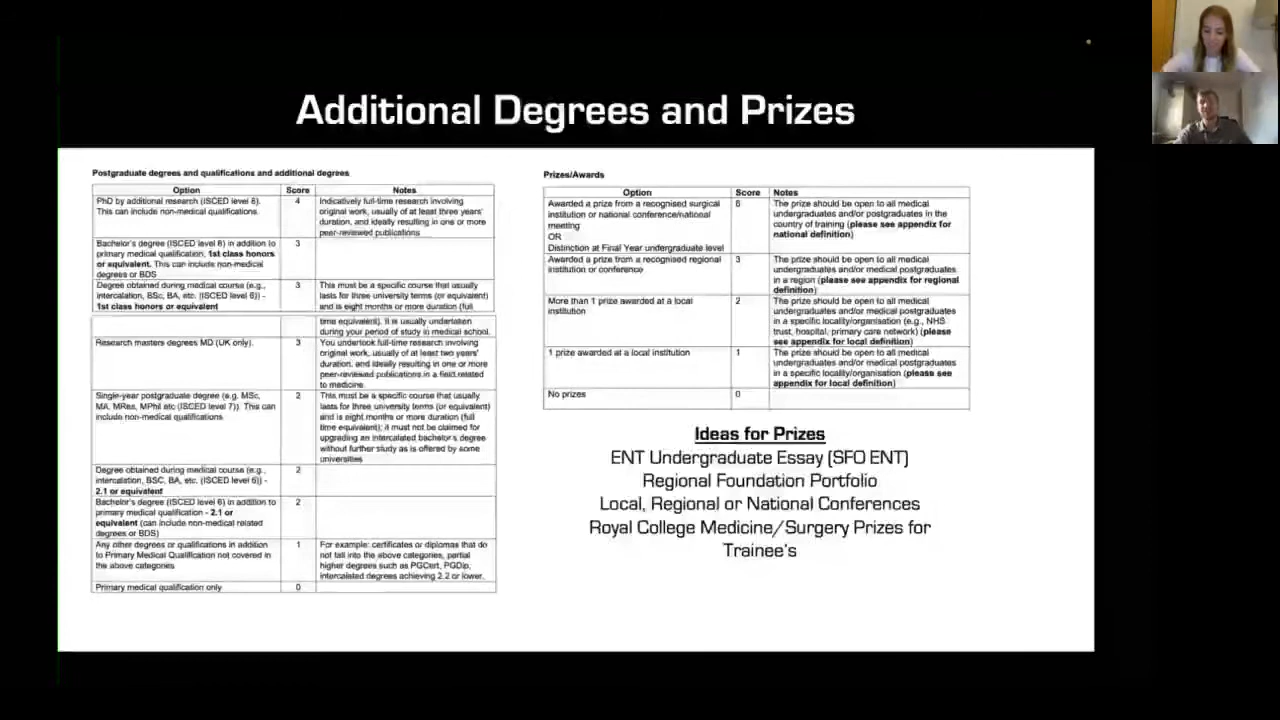 Additional Degrees and Prizes
Postgraduate degrees and qualifications and additional degrees
Option Score Notes
PhD by additional research (ISCED level 8). 4 Indicatively full-time research involving
This can include non-medical qualifications. original work, usually of at least three years'
duration, and ideally resulting in one or more
peer-reviewed publications
Bachelor's degree (ISCED level 6) in addition to 3
primary medical qualification, 1st class honors
or equivalent. This can include non-medical
degrees or BDS
Degree obtained during medical course (e.g., 3 This must be a specific course that usually
intercalation, BSc, BA, etc. (ISCED level 6)) - lasts for three university terms (or equivalent)
1st class honors or equivalent and is eight months or more duration (full
time equivalent). It is usually undertaken
during your period of study in medical school.
Research masters degrees MD (UK only). 3 You undertook full-time research involving
original work, usually of at least two years'
duration, and ideally resulting in one or more
peer-reviewed publications in a field related
to medicine.
Single-year postgraduate degree (e.g. MSc, 2 This must be a specific course that usually
MA, MRes, MPhil etc (ISCED level 7)). This can lasts for three university terms (or equivalent)
include non-medical qualifications and is eight months or more duration (full
time equivalent); it must not be claimed for
upgrading an intercalated bachelor's degree
without further study as is offered by some
universities
Degree obtained during medical course (e.g., 2
intercalation, BSC, BA, etc. (ISCED level 6)) -
2.1 or equivalent
Bachelor's degree (ISCED level 6) in addition to 2
primary medical qualification - 2.1 or
equivalent (can include non-medical related
degrees or BDS)
Any other degrees or qualifications in addition 1 For example: certificates or diplomas that do
to Primary Medical Qualification not covered in not fall into the above categories, partial
the above categories higher degrees such as PGCert, PGDip,
intercalated degrees achieving 2.2 or lower.
Primary medical qualification only 0
Prizes/Awards
Option Score Notes
Awarded a prize from a recognised surgical 6 The prize should be open to all medical
institution or national conference/national undergraduates and/or postgraduates in the
meeting country of training (please see appendix for
OR national definition)
Distinction at Final Year undergraduate level
Awarded a prize from a recognised regional 3 The prize should be open to all medical
institution or conference undergraduates and/or medical postgraduates
in a region (please see appendix for regional
definition)
More than 1 prize awarded at a local 2 The prize should be open to all medical
institution undergraduates and/or medical postgraduates
in a specific locality/organisation (e.g., NHS
trust, hospital, primary care network) (please
see appendix for local definition)
1 prize awarded at a local institution 1 The prize should be open to all medical
undergraduates and/or medical postgraduates
in a specific locality/organisation (please see
appendix for local definition)
No prizes 0
Ideas for Prizes
ENT Undergraduate Essay (SFO ENT)
Regional Foundation Portfolio
Local, Regional or National Conferences
Royal College Medicine/Surgery Prizes for
Trainee's